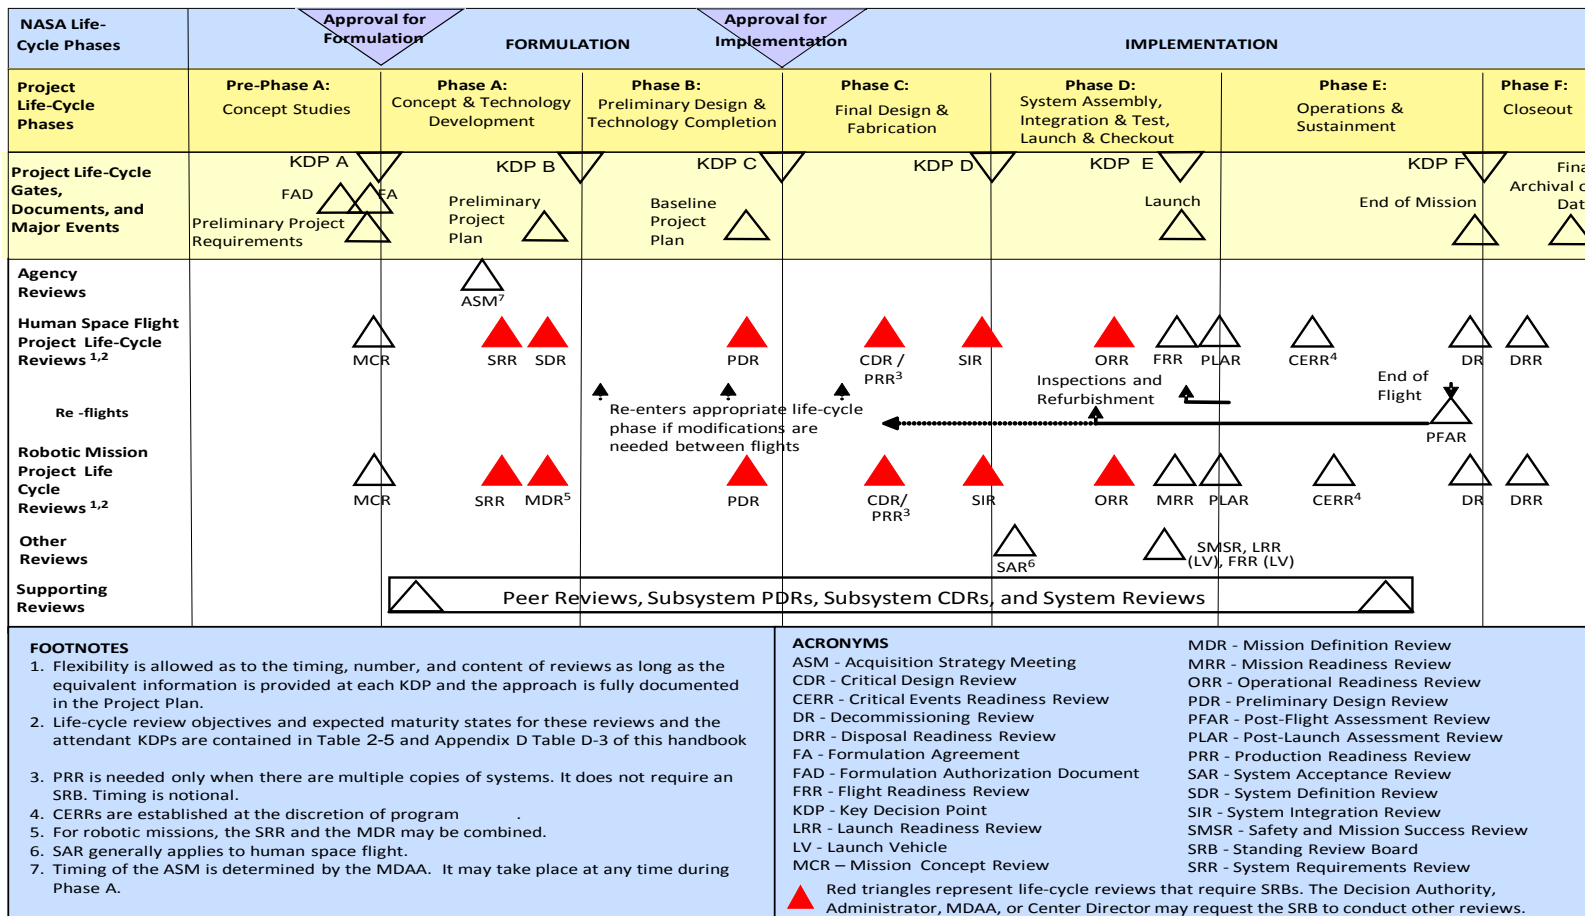 NASA Life-
Cycle Phases
Approval for
Formulation
FORMULATION
Approval for
Implementation
IMPLEMENTATION
Project
Life-Cycle
Phases
Pre-Phase A:
Concept Studies
Phase A:
Concept & Technology
Development
Phase B:
Preliminary Design &
Technology Completion
Phase C:
Final Design &
Fabrication
Phase D:
System Assembly,
Integration & Test,
Launch & Checkout
Phase E:
Operations &
Sustainment
Phase F:
Closeout
Project Life-Cycle
Gates,
Documents, and
Major Events
KDP A
KDP B
KDP C
KDP D
KDP E
KDP F
FAD
FA
Preliminary Project
Requirements
Preliminary
Project
Plan
Baseline
Project
Plan
Launch
End of Mission
Fina
Archival o
Dat
Agency
Reviews
ASM7
Human Space Flight
Project Life-Cycle
Reviews 1,2
MCR
SRR
SDR
PDR
CDR /
PRR3
SIR
ORR
FRR
PLAR
CERR4
DR
DRR
Re -flights
Re-enters appropriate life-cycle
phase if modifications are
needed between flights
Inspections and
Refurbishment
End of
Flight
PFAR
Robotic Mission
Project Life
Cycle
Reviews 1,2
MCR
SRR
MDR5
PDR
CDR/
PRR3
SIR
ORR
MRR
PLAR
CERR4
DR
DRR
Other
Reviews
SAR6
SMSR, LRR
(LV), FRR (LV)
Supporting
Reviews
Peer Reviews, Subsystem PDRs, Subsystem CDRs, and System Reviews
FOOTNOTES
1. Flexibility is allowed as to the timing, number, and content of reviews as long as the
equivalent information is provided at each KDP and the approach is fully documented
in the Project Plan.
2. Life-cycle review objectives and expected maturity states for these reviews and the
attendant KDPs are contained in Table 2-5 and Appendix D Table D-3 of this handbook
3. PRR is needed only when there are multiple copies of systems. It does not require an
SRB. Timing is notional.
4. CERRs are established at the discretion of program .
5. For robotic missions, the SRR and the MDR may be combined.
6. SAR generally applies to human space flight.
7. Timing of the ASM is determined by the MDAA. It may take place at any time during
Phase A.
ACRONYMS
ASM - Acquisition Strategy Meeting
CDR - Critical Design Review
CERR - Critical Events Readiness Review
DR - Decommissioning Review
DRR - Disposal Readiness Review
FA - Formulation Agreement
FAD - Formulation Authorization Document
FRR - Flight Readiness Review
KDP - Key Decision Point
LRR - Launch Readiness Review
LV - Launch Vehicle
MCR – Mission Concept Review
MDR - Mission Definition Review
MRR - Mission Readiness Review
ORR - Operational Readiness Review
PDR - Preliminary Design Review
PFAR - Post-Flight Assessment Review
PLAR - Post-Launch Assessment Review
PRR - Production Readiness Review
SAR - System Acceptance Review
SDR - System Definition Review
SIR - System Integration Review
SMSR - Safety and Mission Success Review
SRB - Standing Review Board
SRR - System Requirements Review
Red triangles represent life-cycle reviews that require SRBs. The Decision Authority,
Administrator, MDAA, or Center Director may request the SRB to conduct other reviews.